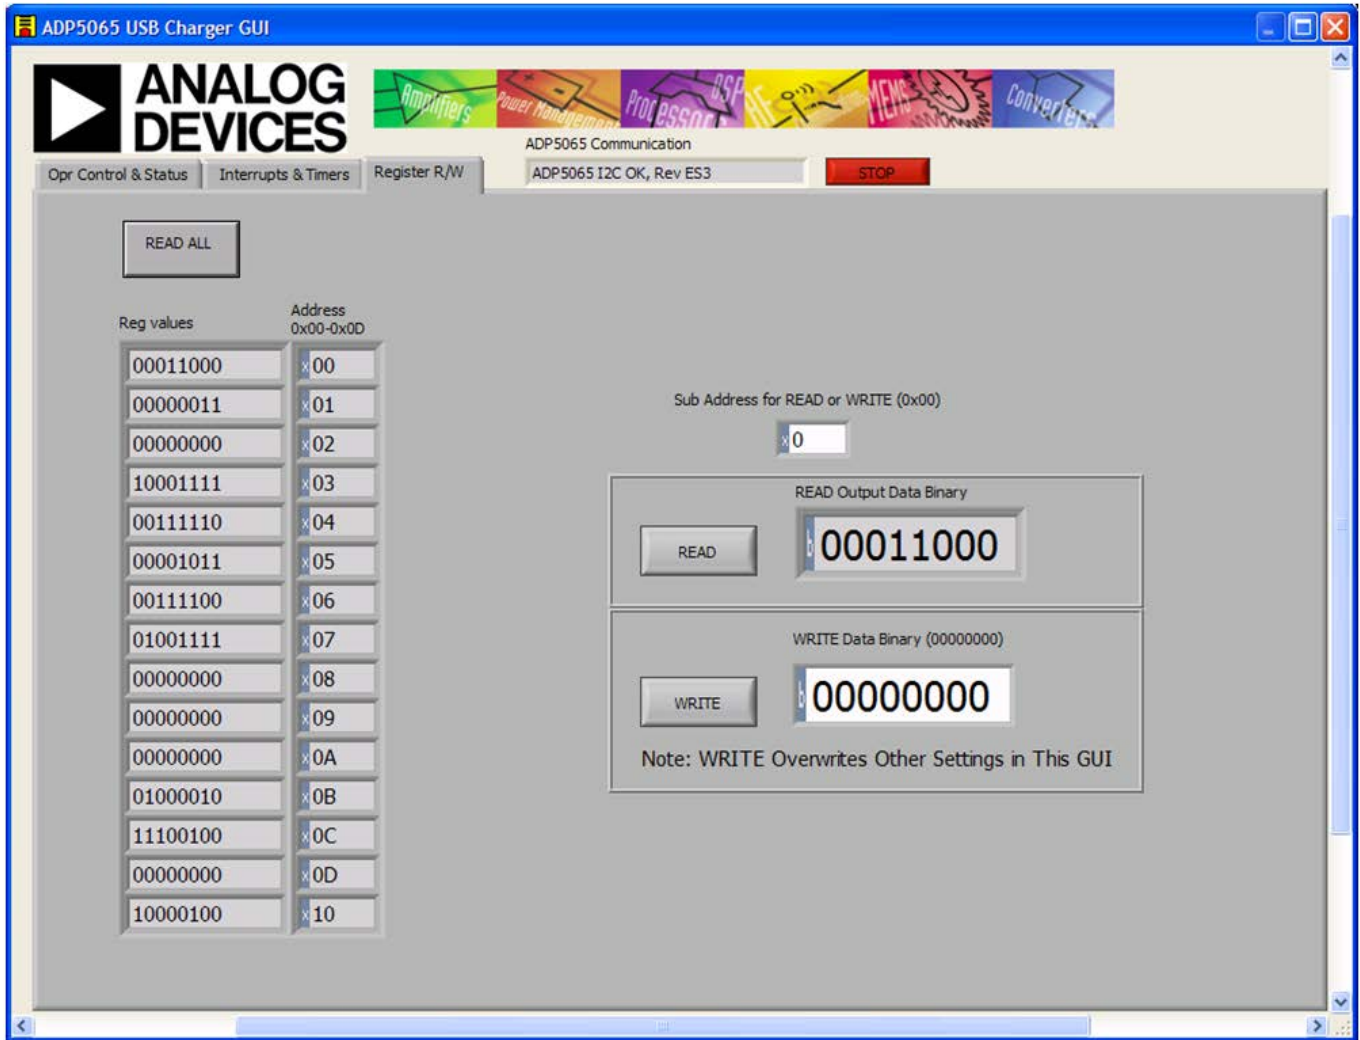 ADP5065 USB Charger GUI
ANALOG
DEVICES
Amplifiers Power Management Processor DSP RF MEMS Converters
ADP5065 Communication
Opr Control & Status Interrupts & Timers Register R/W ADP5065 I2C OK, Rev ES3 STOP
READ ALL
Reg values Address
0x00-0x0D
00011000 x 00
00000011 x 01
00000000 x 02
10001111 x 03
00111110 x 04
00001011 x 05
00111100 x 06
01001111 x 07
00000000 x 08
00000000 x 09
00000000 x 0A
01000010 x 0B
11100100 x 0C
00000000 x 0D
10000100 x 10
Sub Address for READ or WRITE (0x00)
x 0
READ Output Data Binary
READ b 00011000
WRITE Data Binary (00000000)
WRITE b 00000000
Note: WRITE Overwrites Other Settings in This GUI